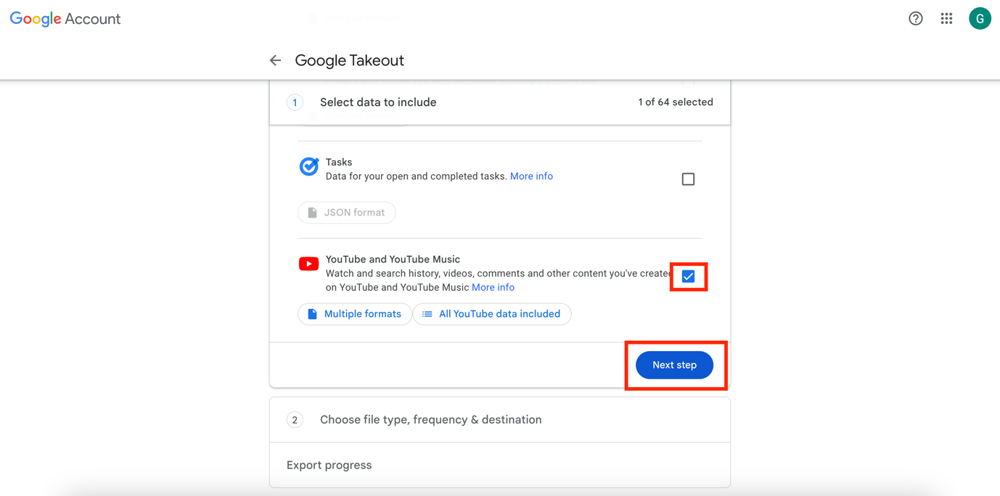 Google Account
G
Google Takeout
1 Select data to include 1 of 64 selected
Tasks
Data for your open and completed tasks. More info
JSON format
YouTube and YouTube Music
Watch and search history, videos, comments and other content you've create
on YouTube and YouTube Music More info
Multiple formats All YouTube data included
Next step
2 Choose file type, frequency & destination
Export progress